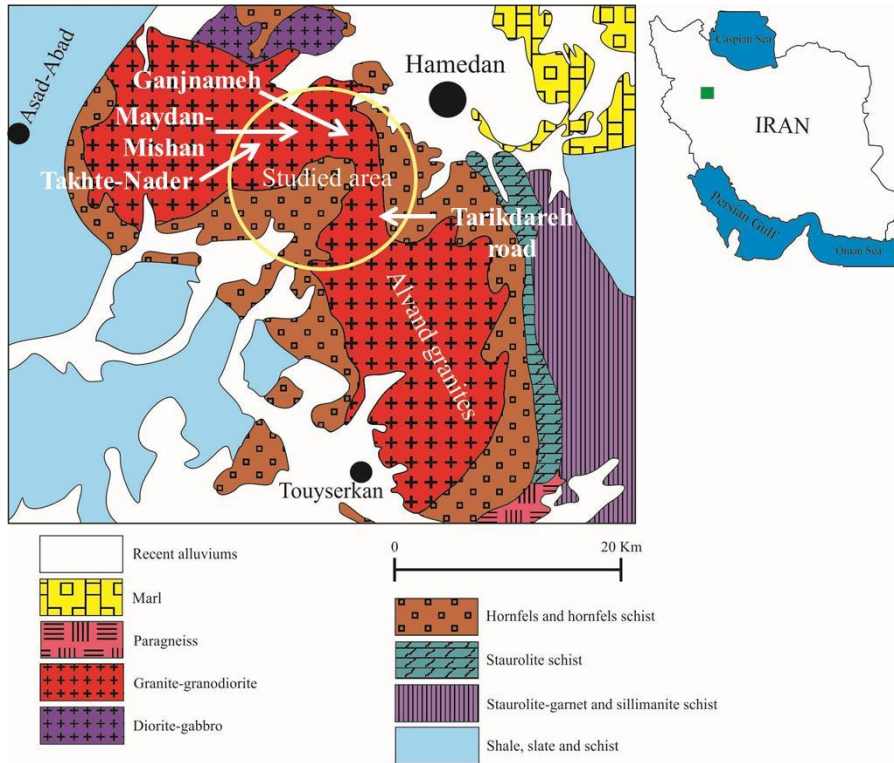 Asad-Abad
Ganjnameh
Maydan-
Mishan
Takhte-Nader
Studied area
Hamedan
Tarikdareh
road
Alvand granites
Touyserkan
Caspian Sea
IRAN
Persian Gulf
Oman Sea
Recent alluviums
Marl
Paragneiss
Granite-granodiorite
Diorite-gabbro
0
20 Km
Hornfels and hornfels schist
Staurolite schist
Staurolite-garnet and sillimanite schist
Shale, slate and schist